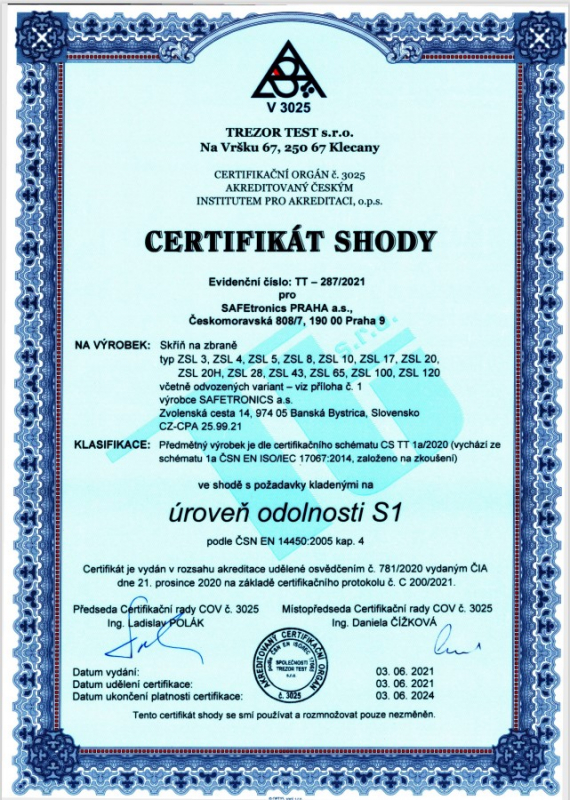 V 3025
TREZOR TEST s.r.o.
Na Vršku 67, 250 67 Klecany
CERTIFIKAČNÍ ORGÁN č. 3025
AKREDITOVANÝ ČESKÝM
INSTITUTEM PRO AKREDITACI, o.p.s.
CERTIFIKÁT SHODY
Evidenční číslo: TT – 287/2021
pro
SAFEtronics PRAHA a.s.,
Českomoravská 808/7, 190 00 Praha 9
NA VÝROBEK: Skříň na zbraně
typ ZSL 3, ZSL 4, ZSL 5, ZSL 8, ZSL 10, ZSL 17, ZSL 20,
ZSL 20H, ZSL 28, ZSL 43, ZSL 65, ZSL 100, ZSL 120
včetně odvozených variant – viz příloha č. 1
výrobce SAFETRONICS a.s.
Zvolenská cesta 14, 974 05 Banská Bystrica, Slovensko
CZ-CPA 25.99.21
KLASIFIKACE: Předmětný výrobek je dle certifikačního schématu CS TT 1a/2020 (vychází ze
schématu 1a ČSN EN ISO/IEC 17067:2014, založeno na zkoušení)
ve shodě s požadavky kladenými na
úroveň odolnosti S1
podle ČSN EN 14450:2005 kap. 4
Certifikát je vydán v rozsahu akreditace udělené osvědčením č. 781/2020 vydaným ČIA
dne 21. prosince 2020 na základě certifikačního protokolu č. C 200/2021.
Předseda Certifikační rady COV č. 3025 Místopředseda Certifikační rady COV č. 3025
Ing. Ladislav POLÁK Ing. Daniela ČÍŽKOVÁ
AKREDITOVANÝ CERTIFIKAČNÍ ORGÁN
SPOLEČNOSTI
TREZOR TEST
s.r.o.
č. 3025
Datum vydání: 03. 06. 2021
Datum udělení certifikace: 03. 06. 2021
Datum ukončení platnosti certifikace: 03. 06. 2024
Tento certifikát shody se smí používat a rozmnožovat pouze nezměněn.